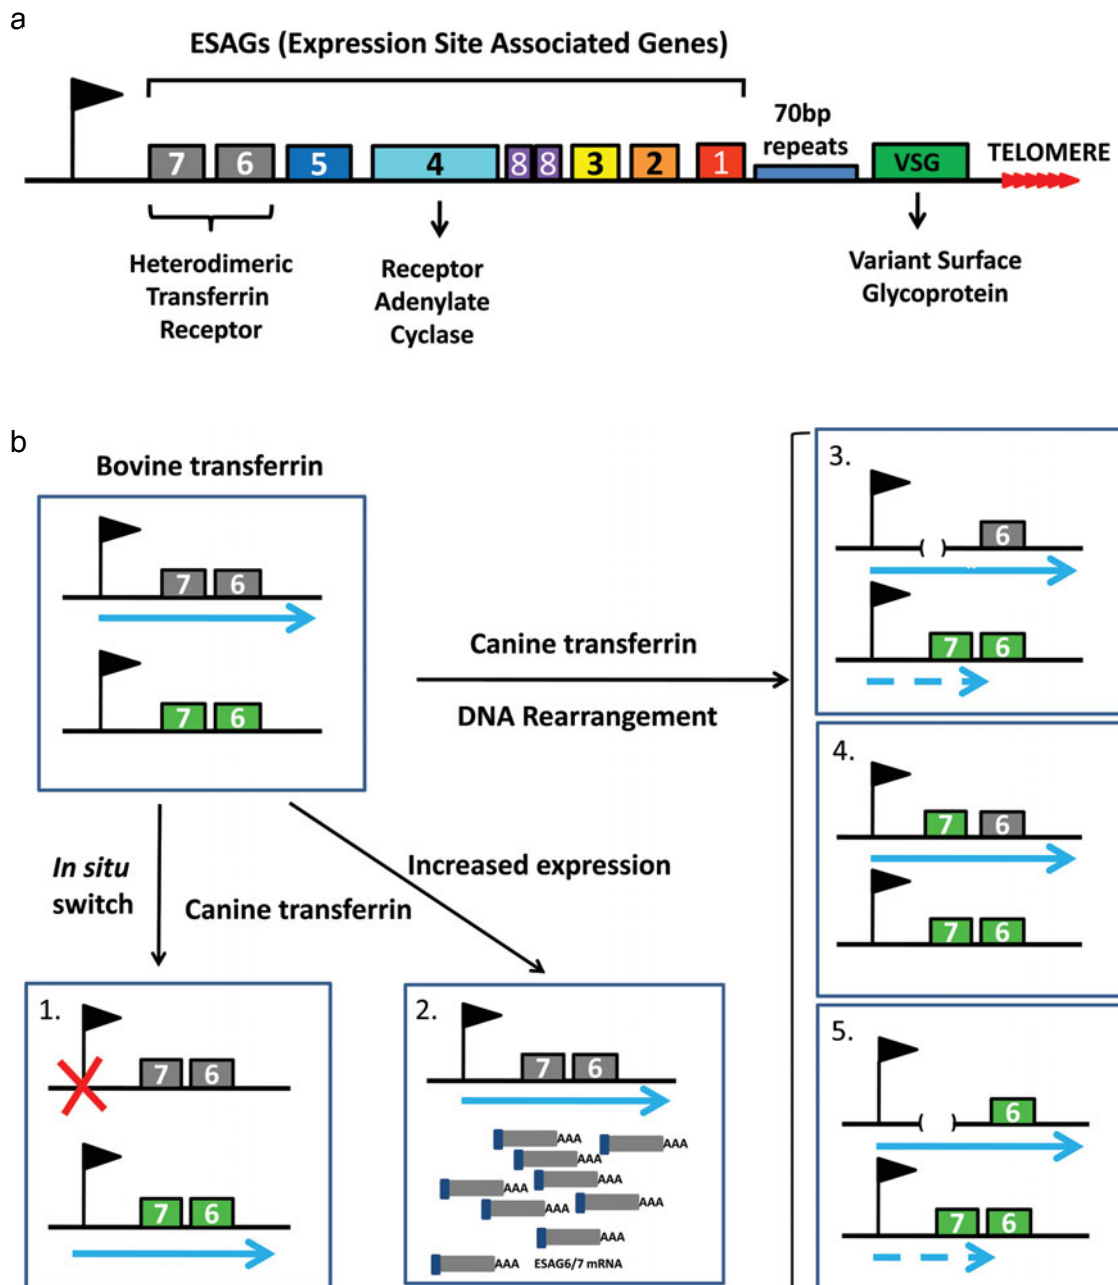 a
ESAGs (Expression Site Associated Genes)
70bp
repeats
7 6 5 4 8 8 3 2 1 VSG TELOMERE
Heterodimeric
Transferrin
Receptor
Receptor
Adenylate
Cyclase
Variant Surface
Glycoprotein
b
Bovine transferrin
7 6
7 6
Canine transferrin
DNA Rearrangement
In situ
switch
Canine transferrin
Increased expression
1.
7 6
7 6
2.
7 6
AAA
AAA
AAA
AAA
AAA
AAA
AAA
AAA
AAA
ESAG6/7 mRNA
3.
( ) 6
7 6
4.
7 6
7 6
5.
( ) 6
7 6